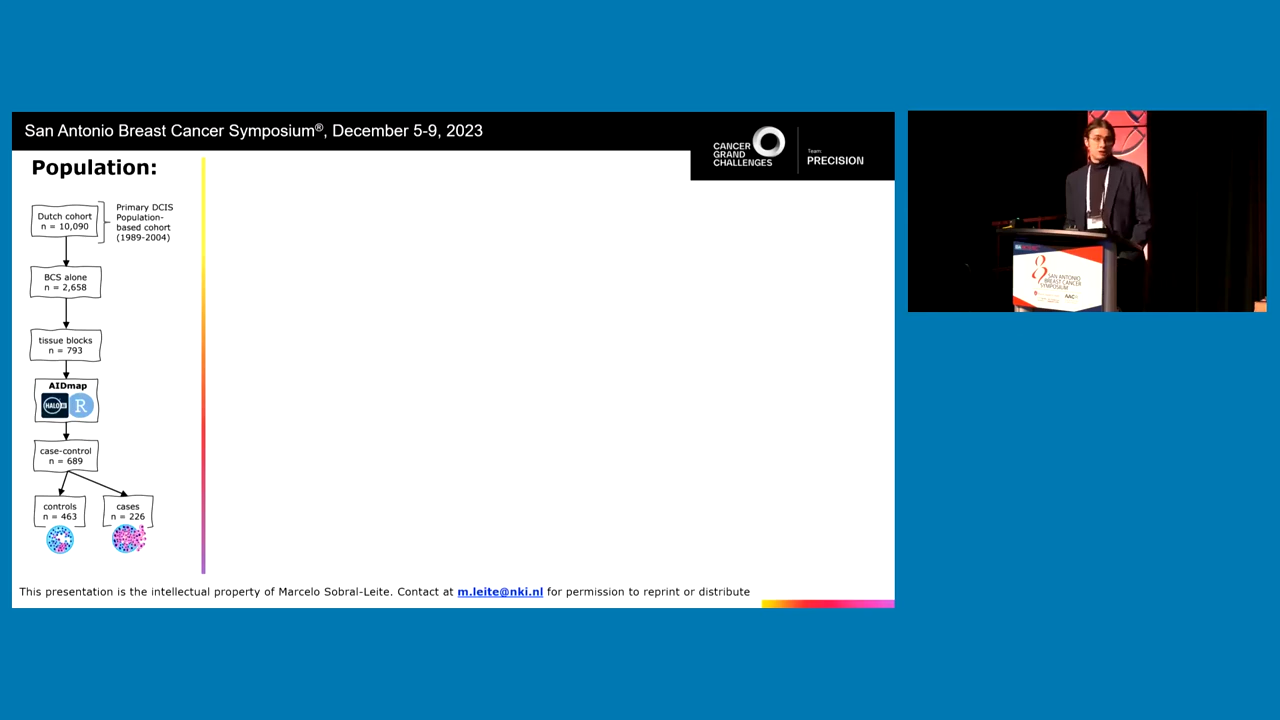 San Antonio Breast Cancer Symposium®, December 5-9, 2023
CANCER
GRAND
CHALLENGES
Team
PRECISION
Population:
Dutch cohort
n = 10,090
Primary DCIS
Population-
based cohort
(1989-2004)
BCS alone
n = 2,658
tissue blocks
n = 793
AIDmap
HALO AI
R
case-control
n = 689
controls
n = 463
cases
n = 226
This presentation is the intellectual property of Marcelo Sobral-Leite. Contact at m.leite@nki.nl for permission to reprint or distribute
SAN ANTONIO
BREAST CANCER
SYMPOSIUM
AACR